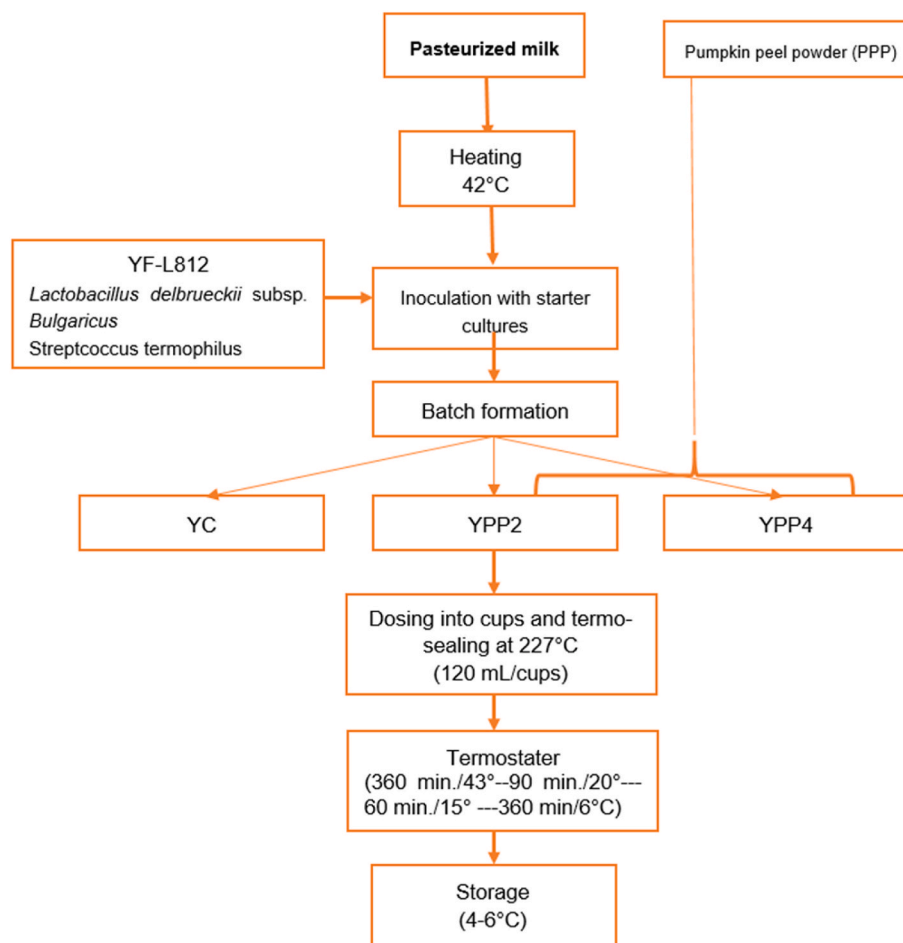 Pasteurized milk
Pumpkin peel powder (PPP)
Heating
42°C
YF-L812
Lactobacillus delbrueckii subsp.
Bulgaricus
Streptcoccus termophilus
Inoculation with starter
cultures
Batch formation
YC
YPP2
YPP4
Dosing into cups and termo-
sealing at 227°C
(120 mL/cups)
Termostater
(360 min./43°--90 min./20°---
60 min./15° ---360 min/6°C)
Storage
(4-6°C)